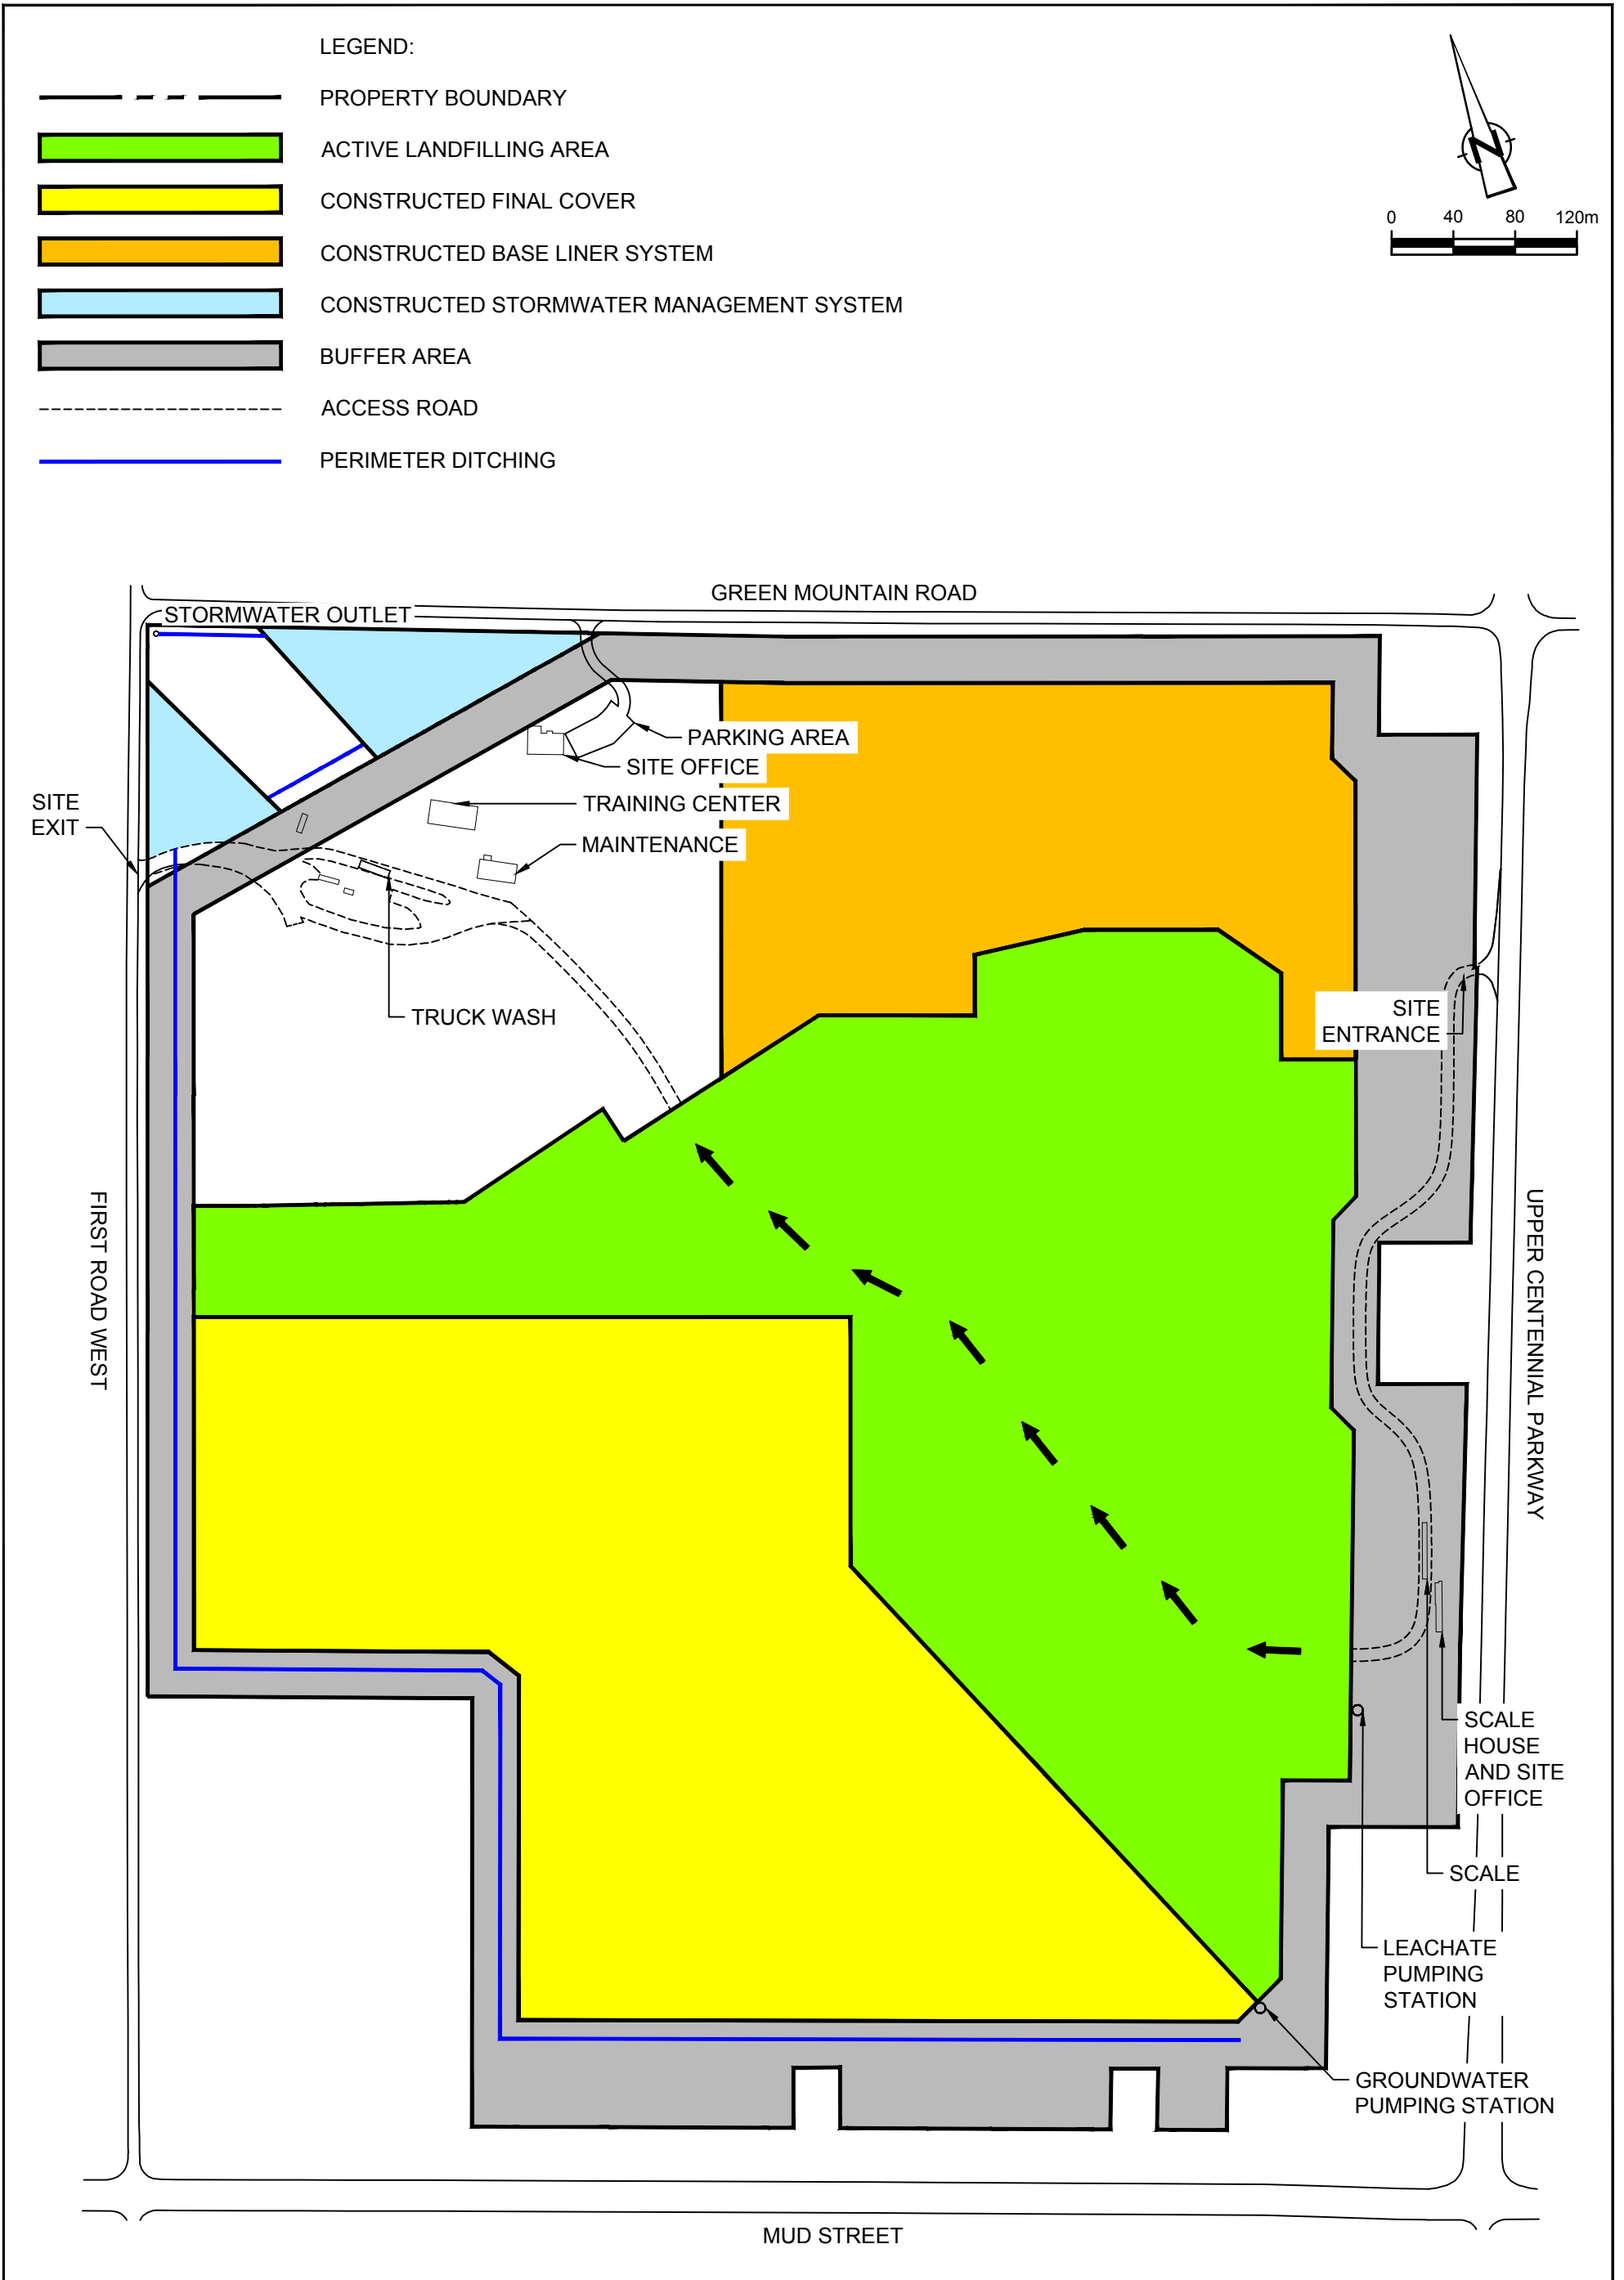 LEGEND:
PROPERTY BOUNDARY
ACTIVE LANDFILLING AREA
CONSTRUCTED FINAL COVER
CONSTRUCTED BASE LINER SYSTEM
CONSTRUCTED STORMWATER MANAGEMENT SYSTEM
BUFFER AREA
ACCESS ROAD
PERIMETER DITCHING
N
0 40 80 120m
GREEN MOUNTAIN ROAD
STORMWATER OUTLET
PARKING AREA
SITE OFFICE
TRAINING CENTER
MAINTENANCE
SITE
EXIT
TRUCK WASH
SITE
ENTRANCE
FIRST ROAD WEST
UPPER CENTENNIAL PARKWAY
SCALE
HOUSE
AND SITE
OFFICE
SCALE
LEACHATE
PUMPING
STATION
GROUNDWATER
PUMPING STATION
MUD STREET